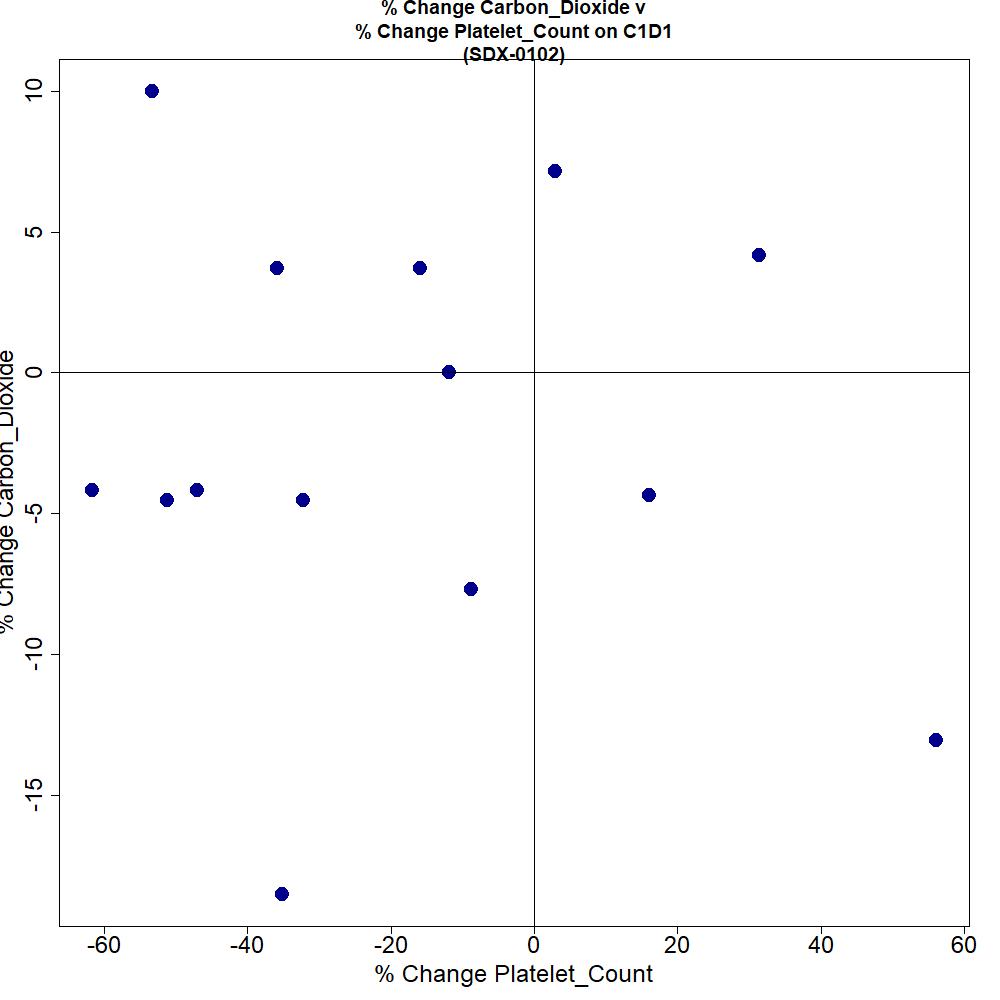 % Change Carbon_Dioxide v
% Change Platelet_Count on C1D1
(SDX-0102)
10
5
0
-5
-10
-15
% Change Carbon_Dioxide
-60
-40
-20
0
20
40
60
% Change Platelet_Count